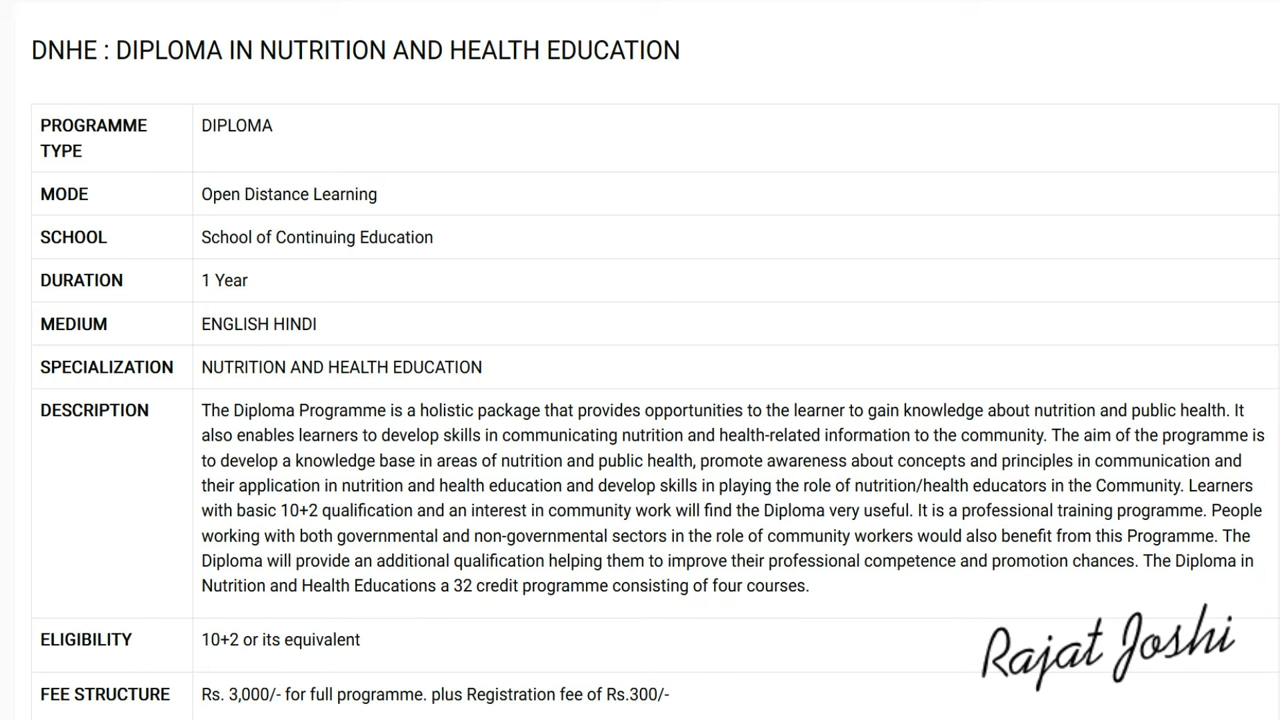 DNHE : DIPLOMA IN NUTRITION AND HEALTH EDUCATION
PROGRAMME TYPE DIPLOMA
MODE Open Distance Learning
SCHOOL School of Continuing Education
DURATION 1 Year
MEDIUM ENGLISH HINDI
SPECIALIZATION NUTRITION AND HEALTH EDUCATION
DESCRIPTION The Diploma Programme is a holistic package that provides opportunities to the learner to gain knowledge about nutrition and public health. It
also enables learners to develop skills in communicating nutrition and health-related information to the community. The aim of the programme is
to develop a knowledge base in areas of nutrition and public health, promote awareness about concepts and principles in communication and
their application in nutrition and health education and develop skills in playing the role of nutrition/health educators in the Community. Learners
with basic 10+2 qualification and an interest in community work will find the Diploma very useful. It is a professional training programme. People
working with both governmental and non-governmental sectors in the role of community workers would also benefit from this Programme. The
Diploma will provide an additional qualification helping them to improve their professional competence and promotion chances. The Diploma in
Nutrition and Health Educations a 32 credit programme consisting of four courses.
ELIGIBILITY 10+2 or its equivalent
Rajat Joshi
FEE STRUCTURE Rs. 3,000/- for full programme. plus Registration fee of Rs.300/-